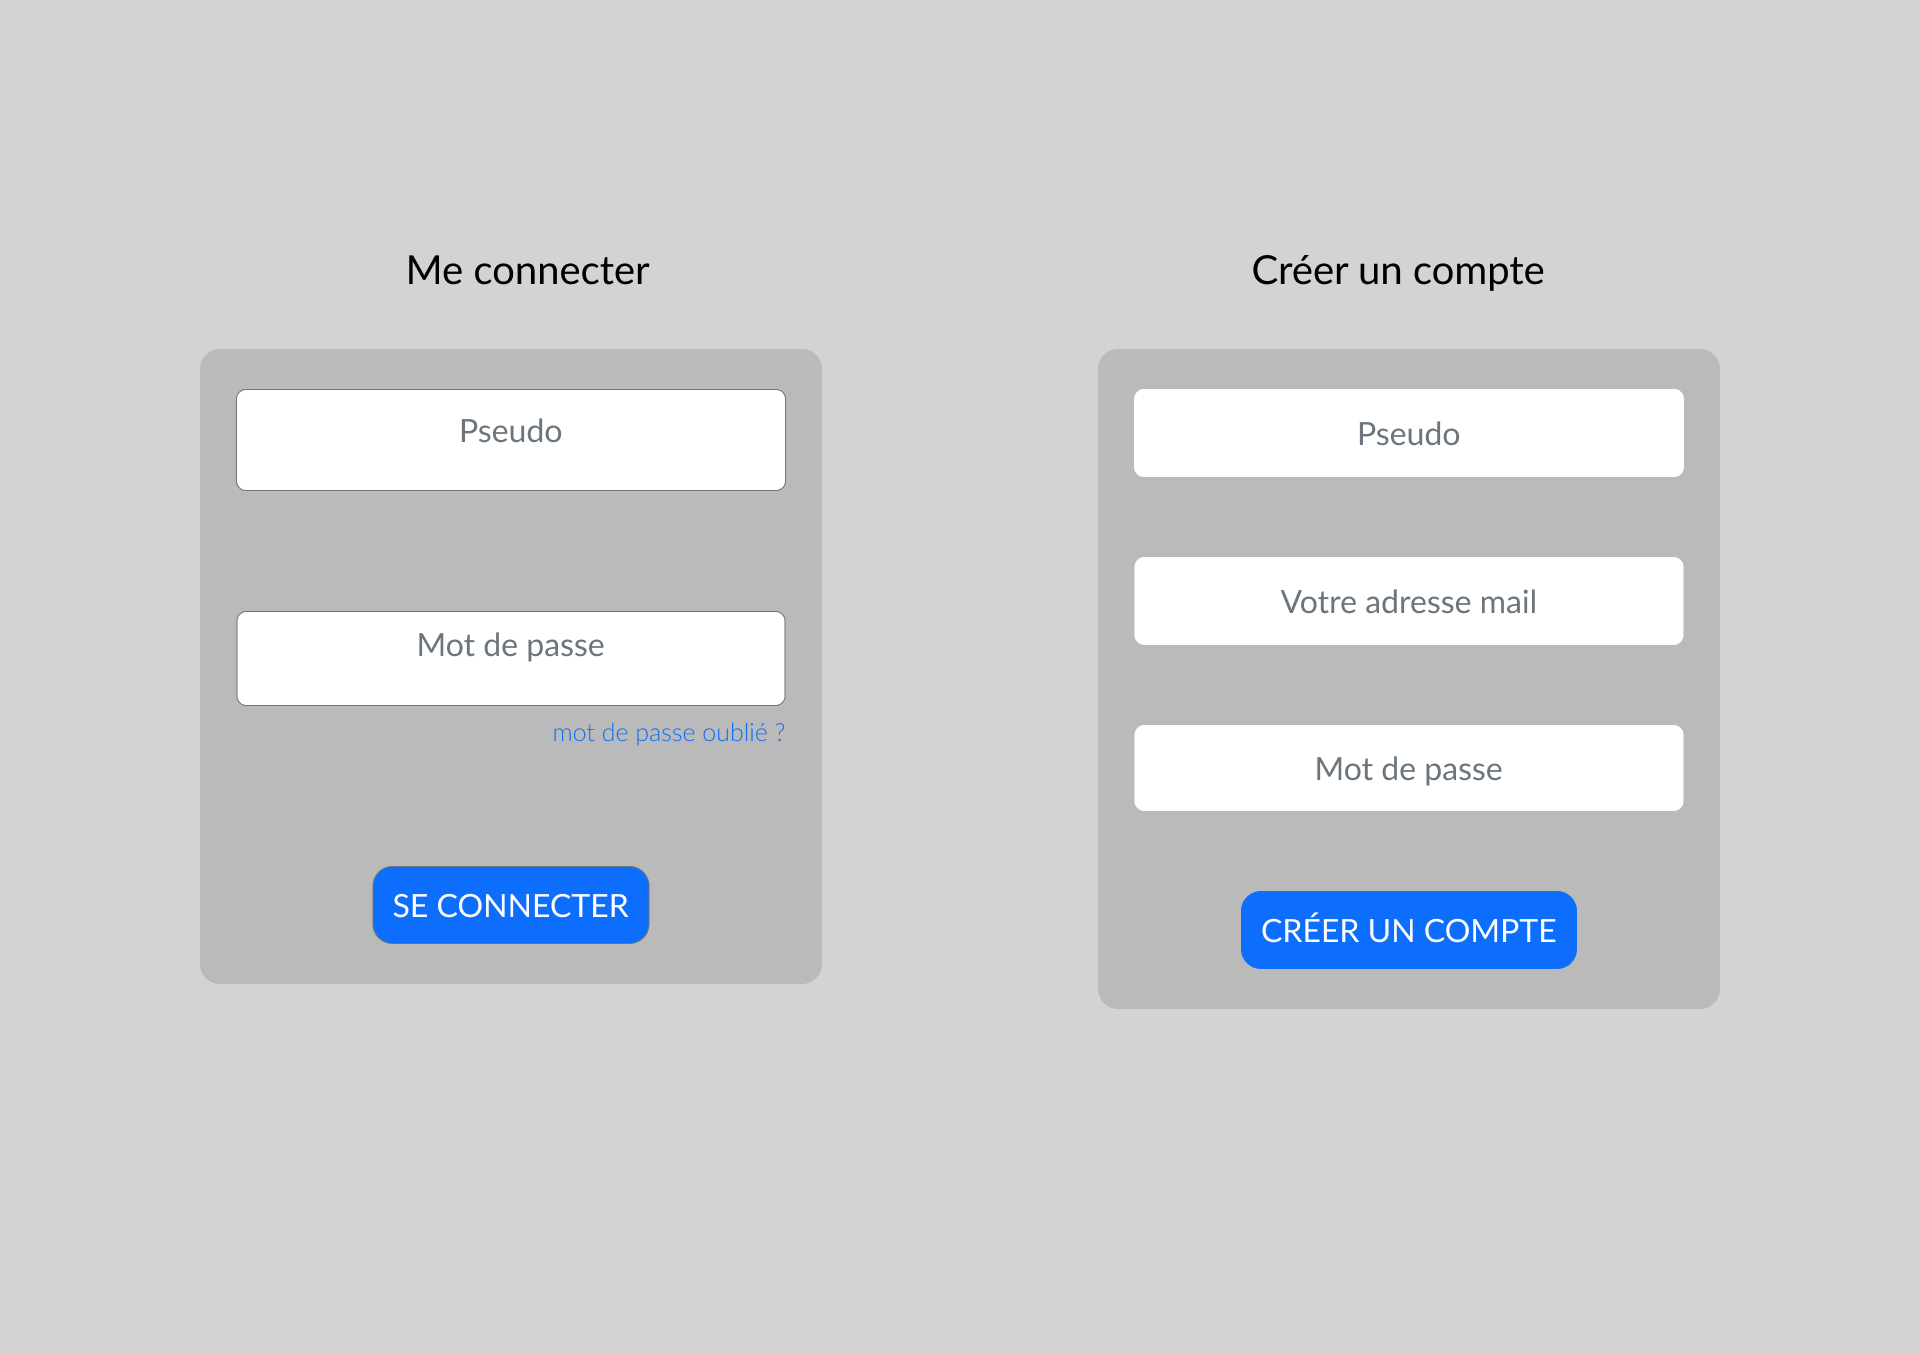 Me connecter
Pseudo
Mot de passe
mot de passe oublié ?
SE CONNECTER
Créer un compte
Pseudo
Votre adresse mail
Mot de passe
CRÉER UN COMPTE